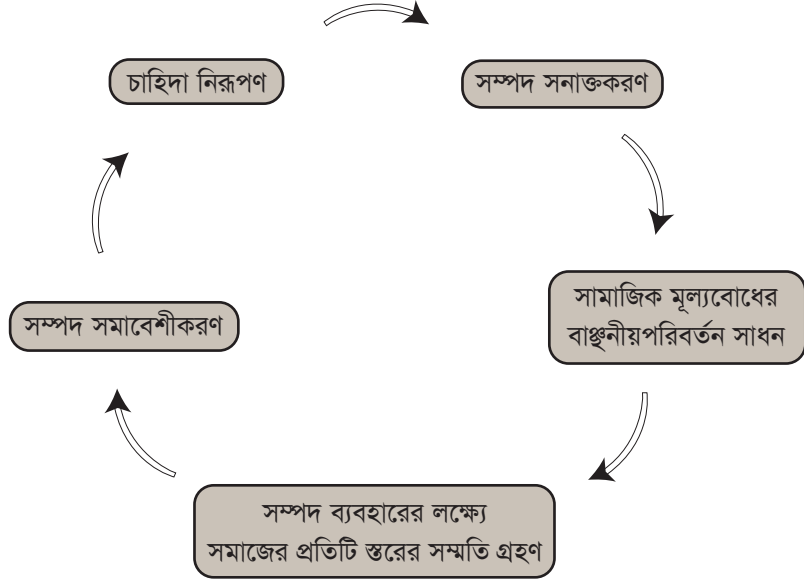 চাহিদা নিরূপণ
সম্পদ সনাক্তকরণ
সামাজিক মূল্যবোধের
বাঞ্ছনীয়পরিবর্তন সাধন
সম্পদ ব্যবহারের লক্ষ্যে
সমাজের প্রতিটি স্তরের সম্মতি গ্রহণ
সম্পদ সমাবেশীকরণ